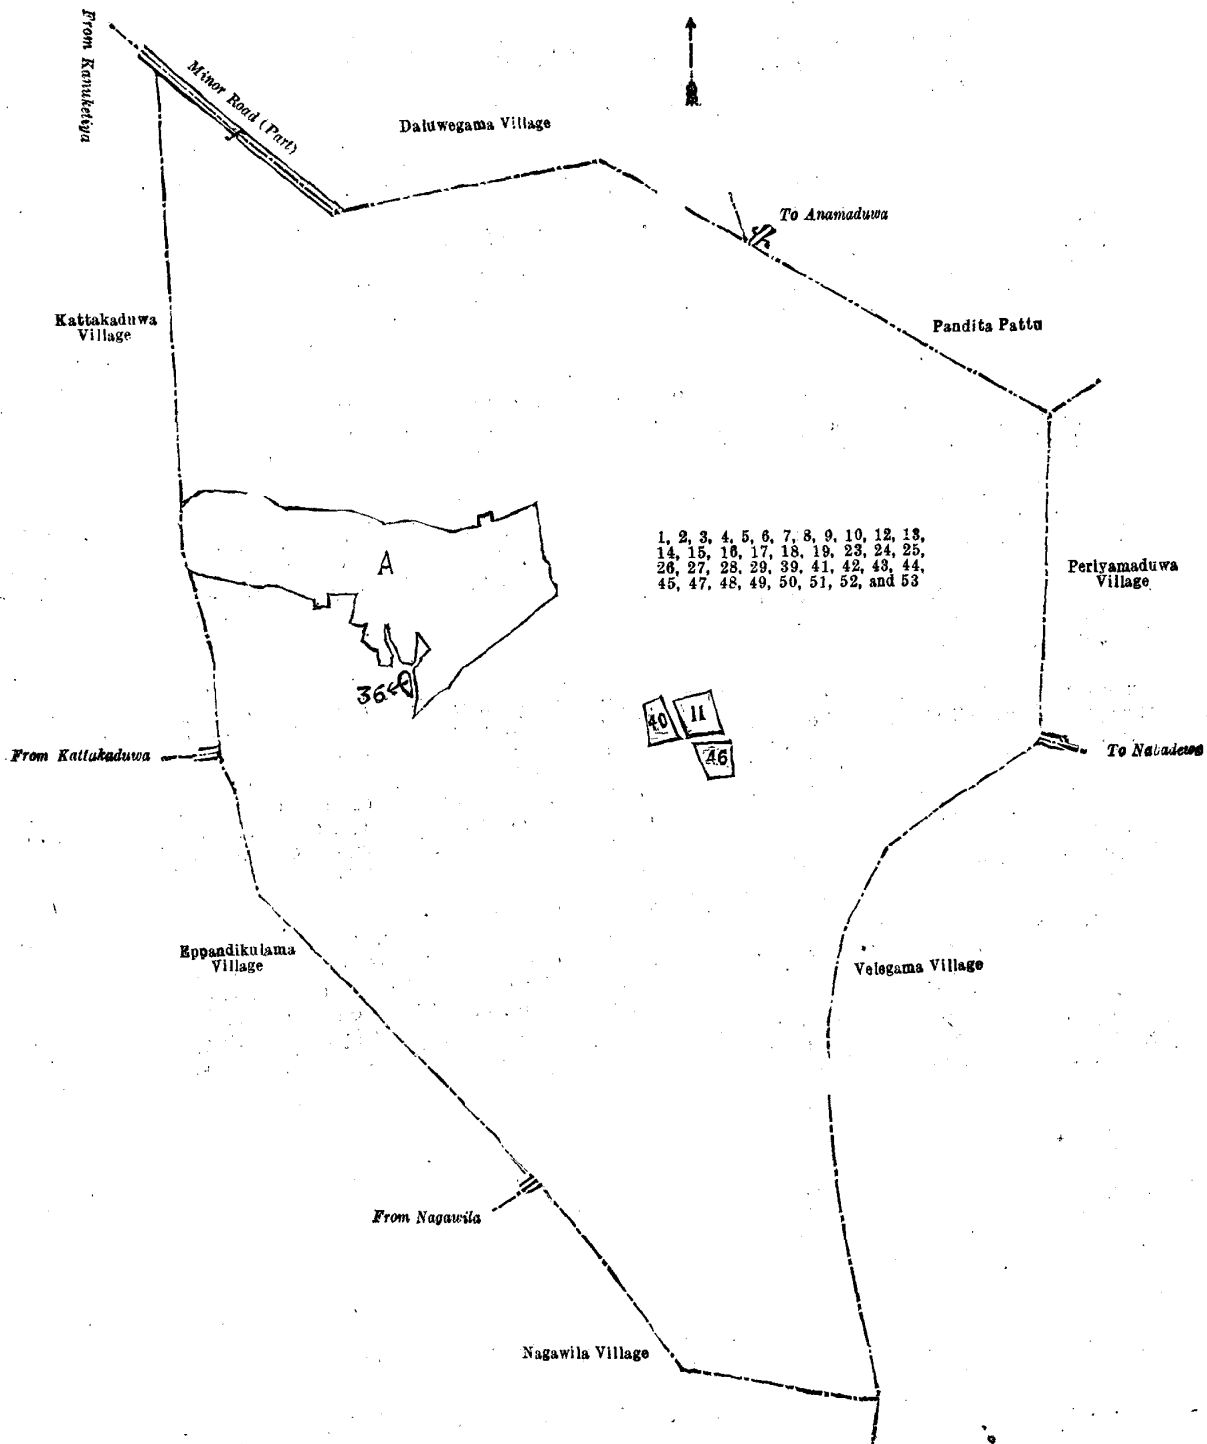 From Kanuketiya
Minor Road (Part)
Daluwegama Village
To Anamaduwa
Kattakaduwa
Village
Pandita Pattu
1, 2, 3, 4, 5, 6, 7, 8, 9, 10, 12, 13,
14, 15, 16, 17, 18, 19, 23, 24, 25,
26, 27, 28, 29, 39, 41, 42, 43, 44,
45, 47, 48, 49, 50, 51, 52, and 53
A
Periyamaduwa
Village
36
40
11
46
From Kattakaduwa
To Nabadewa
Eppandikulama
Village
Velegama Village
From Nagawila
Nagawila Village